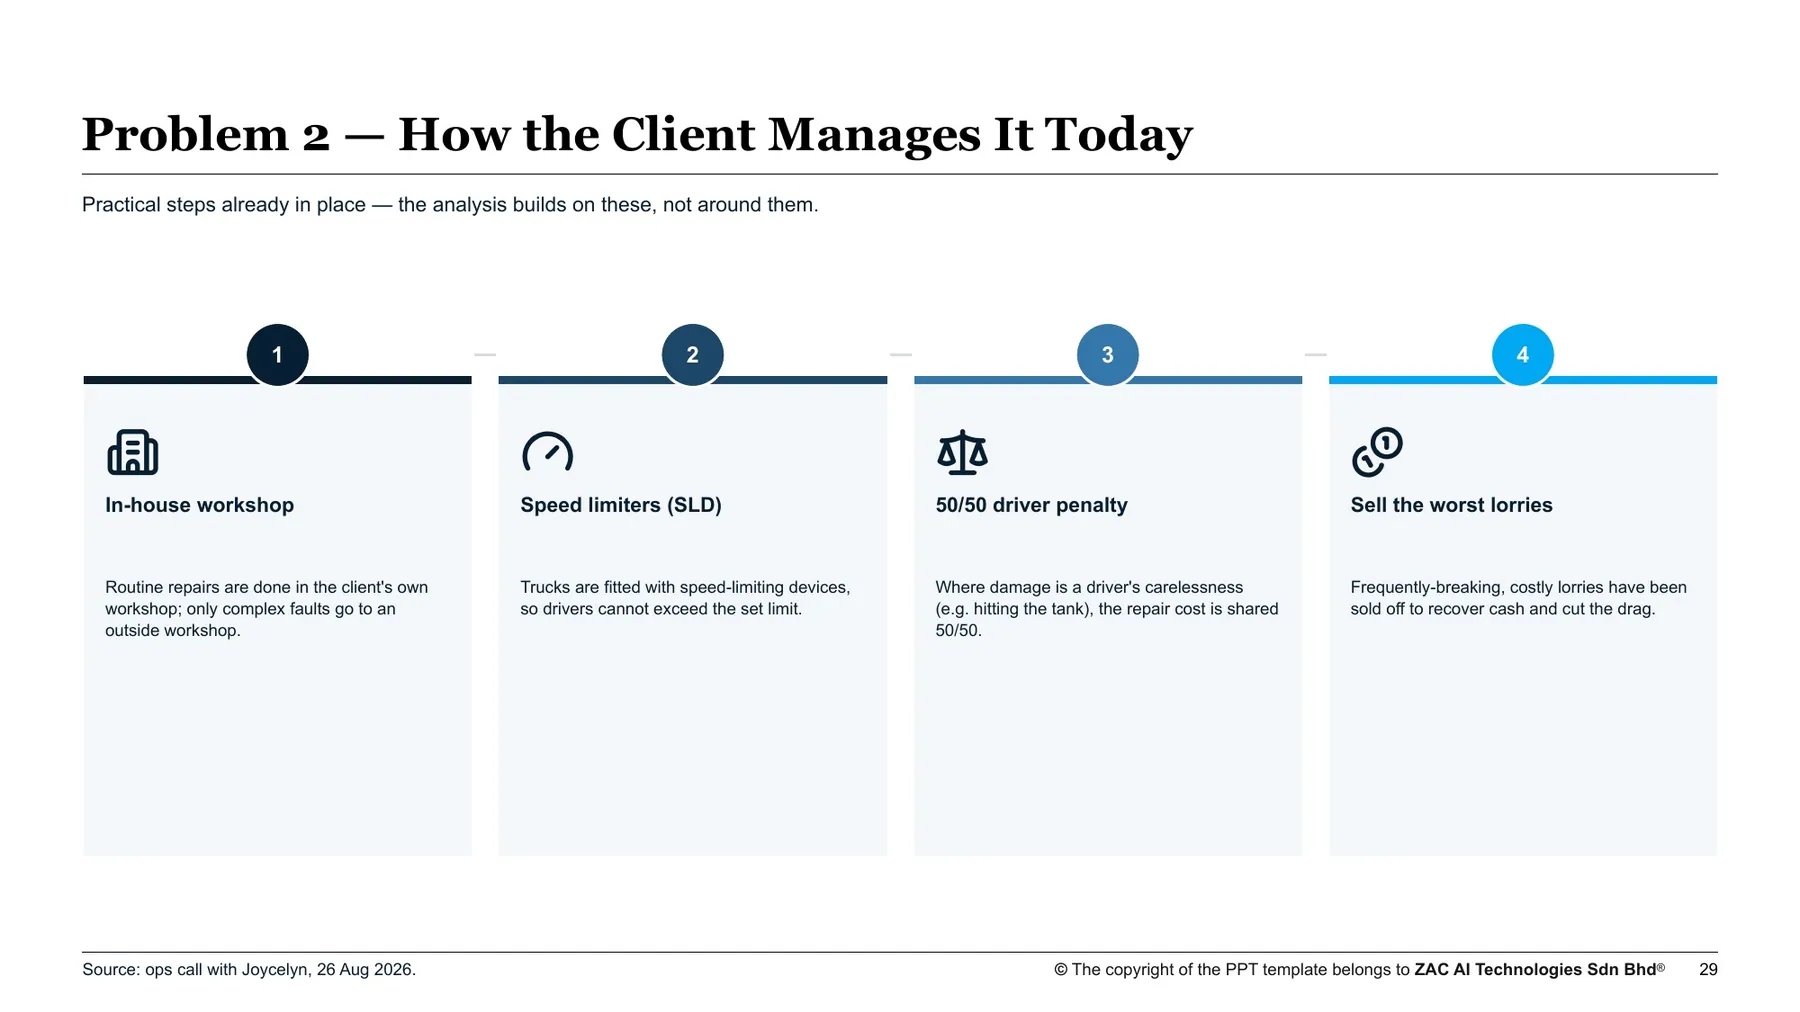 Problem 2 — How the Client Manages It Today
Practical steps already in place — the analysis builds on these, not around them.
1
2
3
4
In-house workshop
Routine repairs are done in the client's own
workshop; only complex faults go to an
outside workshop.
Speed limiters (SLD)
Trucks are fitted with speed-limiting devices,
so drivers cannot exceed the set limit.
50/50 driver penalty
Where damage is a driver's carelessness
(e.g. hitting the tank), the repair cost is shared
50/50.
Sell the worst lorries
Frequently-breaking, costly lorries have been
sold off to recover cash and cut the drag.
Source: ops call with Joycelyn, 26 Aug 2026.
© The copyright of the PPT template belongs to ZAC AI Technologies Sdn Bhd®
29